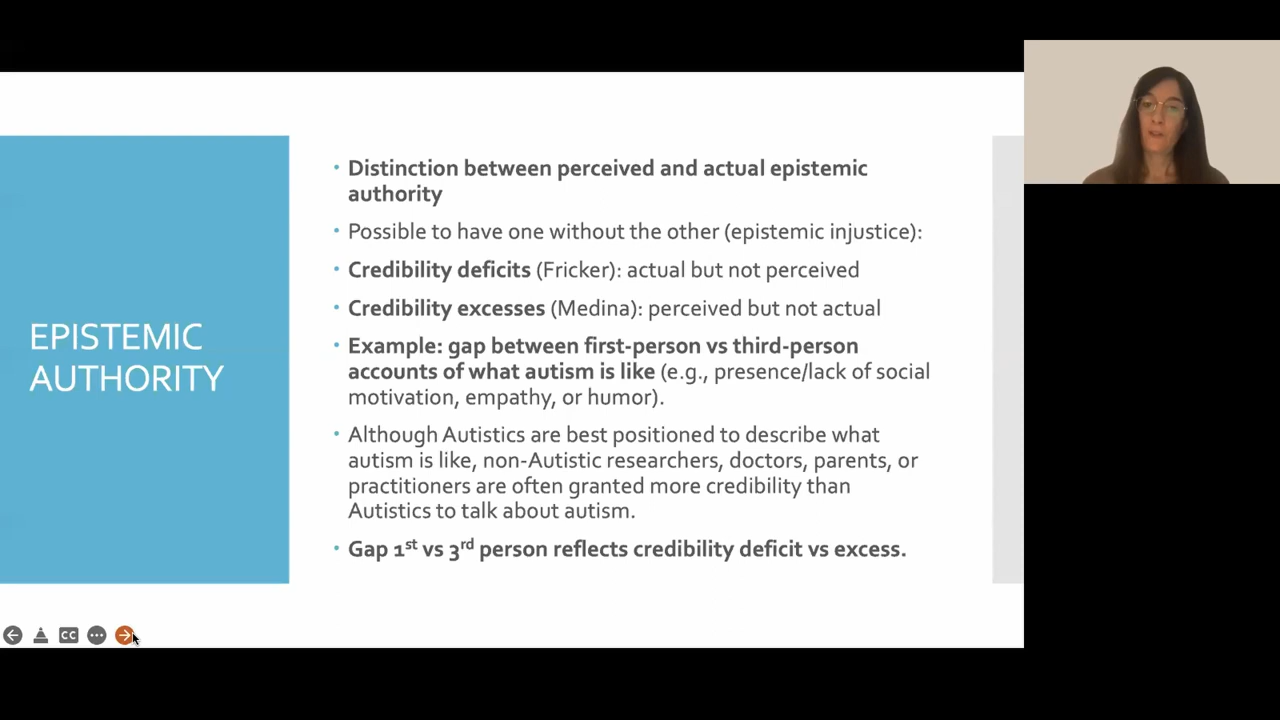 EPISTEMIC
AUTHORITY
• Distinction between perceived and actual epistemic
authority
• Possible to have one without the other (epistemic injustice):
• Credibility deficits (Fricker): actual but not perceived
• Credibility excesses (Medina): perceived but not actual
• Example: gap between first-person vs third-person
accounts of what autism is like (e.g., presence/lack of social
motivation, empathy, or humor).
• Although Autistics are best positioned to describe what
autism is like, non-Autistic researchers, doctors, parents, or
practitioners are often granted more credibility than
Autistics to talk about autism.
• Gap 1st vs 3rd person reflects credibility deficit vs excess.
CC